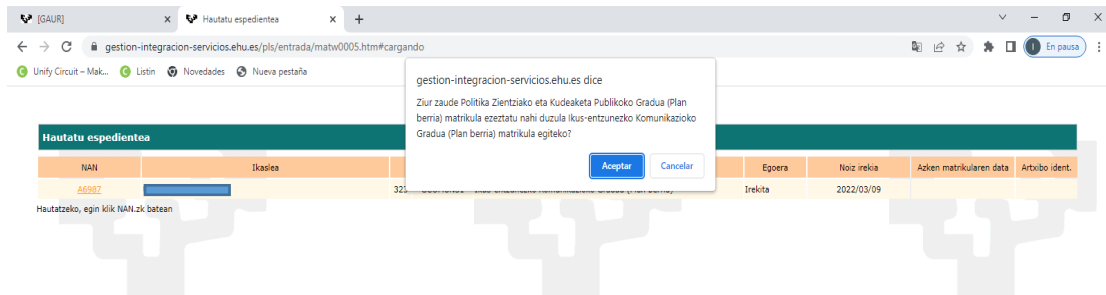 [GAUR]
Hautatu espedientea
gestion-integracion-servicios.ehu.es/pls/entrada/matw0005.htm#cargando
En pausa
Unify Circuit – Mak...
Listin
Novedades
Nueva pestaña
gestion-integracion-servicios.ehu.es dice
Ziur zaude Politika Zientziako eta Kudeaketa Publikoko Gradua (Plan
berria) matrikula ezeztatu nahi duzula Ikus-entzunezko Komunikazioko
Gradua (Plan berria) matrikula egiteko?
Aceptar
Cancelar
Hautatu espedientea
NAN Ikaslea Egoera Noiz irekia Azken matrikularen data Artxibo ident.
A6987 Irekita 2022/03/09
Hautatzeko, egin klik NAN.zk batean